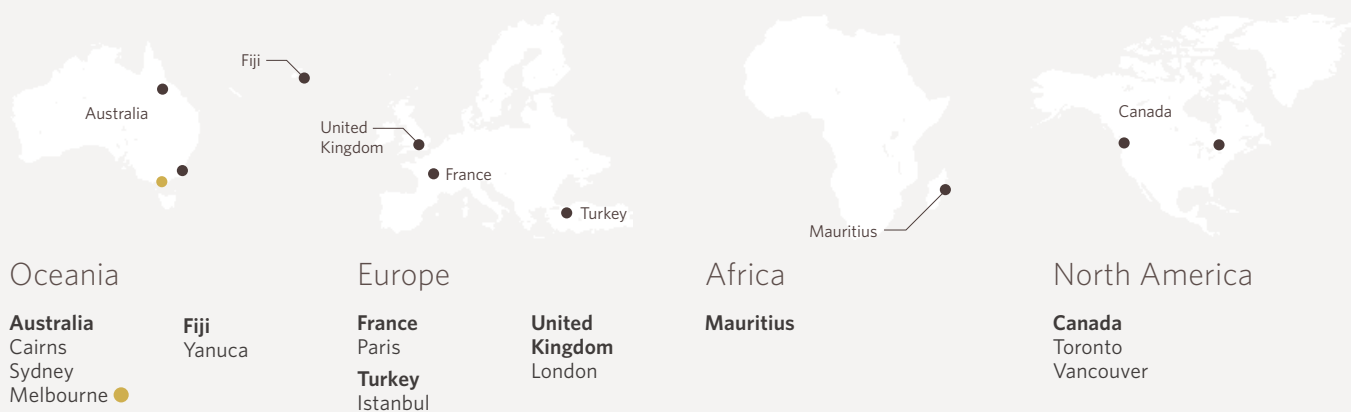 Fiji
Australia
United
Kingdom
France
Turkey
Mauritius
Canada
Oceania
Australia
Cairns
Sydney
Melbourne
Fiji
Yanuca
Europe
France
Paris
Turkey
Istanbul
United
Kingdom
London
Africa
Mauritius
North America
Canada
Toronto
Vancouver